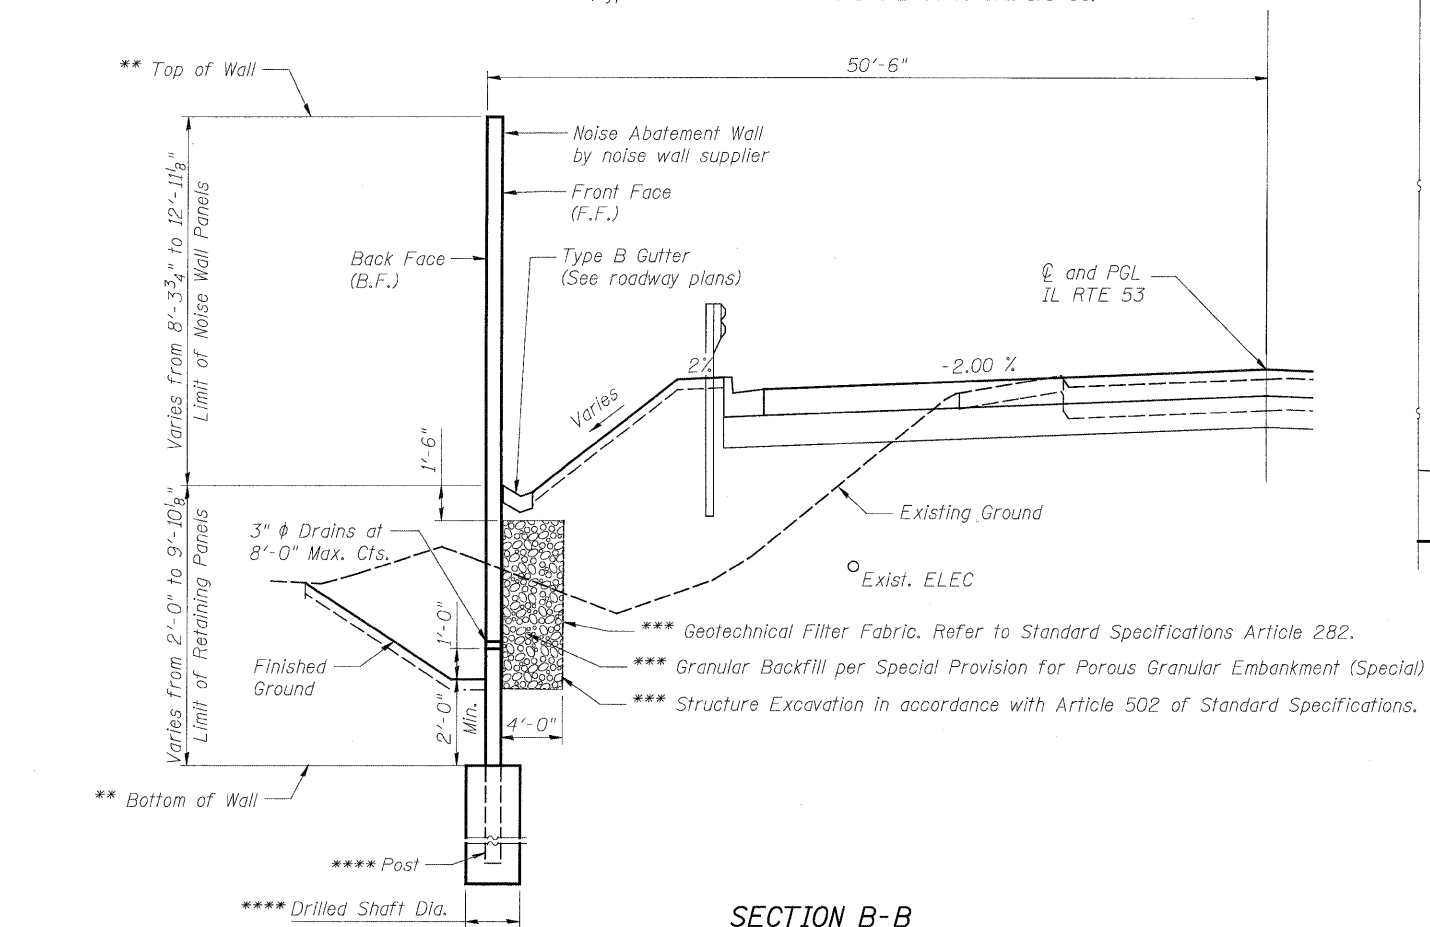 50'-6"
** Top of Wall
Noise Abatement Wall
by noise wall supplier
Front Face
(F.F.)
Back Face
(B.F.)
Type B Gutter
(See roadway plans)
℄ and PGL
IL RTE 53
Varies from 8'-3¾" to 12'-11⅛"
Limit of Noise Wall Panels
2%
-2.00 %
Varies
1'-6"
3" ϕ Drains at
8'-0" Max. Cts.
Existing Ground
Exist. ELEC
Varies from 2'-0" to 9'-10⅛"
Limit of Retaining Panels
1'-0"
*** Geotechnical Filter Fabric. Refer to Standard Specifications Article 282.
*** Granular Backfill per Special Provision for Porous Granular Embankment (Special)
*** Structure Excavation in accordance with Article 502 of Standard Specifications.
Finished
Ground
2'-0"
Min.
4'-0"
** Bottom of Wall
**** Post
**** Drilled Shaft Dia.
SECTION B-B